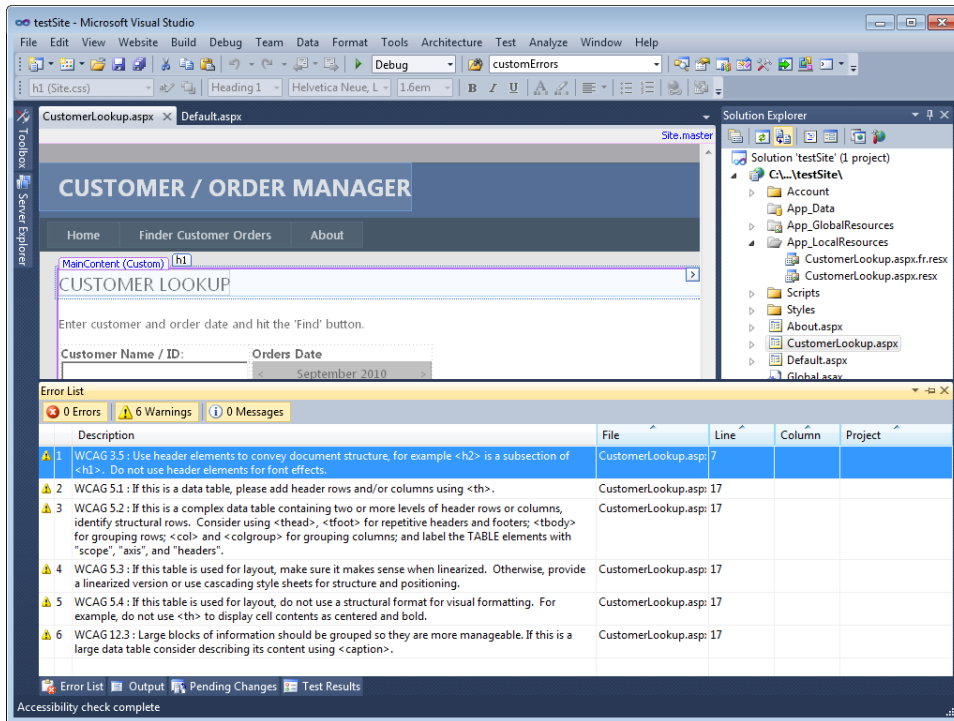 testSite - Microsoft Visual Studio
File Edit View Website Build Debug Team Data Format Tools Architecture Test Analyze Window Help
Debug customErrors
h1 (Site.css) Heading 1 Helvetica Neue, L 1.6em B I U A
CustomerLookup.aspx X Default.aspx
Site.master
Toolbox
Server Explorer
CUSTOMER / ORDER MANAGER
Home Finder Customer Orders About
MainContent (Custom) h1
CUSTOMER LOOKUP
Enter customer and order date and hit the 'Find' button.
Customer Name / ID: Orders Date
< September 2010 >
Solution Explorer
Solution 'testSite' (1 project)
C:\...\testSite\
Account
App_Data
App_GlobalResources
App_LocalResources
CustomerLookup.aspx.fr.resx
CustomerLookup.aspx.resx
Scripts
Styles
About.aspx
CustomerLookup.aspx
Default.aspx
Global.asax
Error List
0 Errors 6 Warnings 0 Messages
Description File Line Column Project
1 WCAG 3.5 : Use header elements to convey document structure, for example <h2> is a subsection of CustomerLookup.asp: 7
<h1>. Do not use header elements for font effects.
2 WCAG 5.1 : If this is a data table, please add header rows and/or columns using <th>. CustomerLookup.asp: 17
3 WCAG 5.2 : If this is a complex data table containing two or more levels of header rows or columns, CustomerLookup.asp: 17
identify structural rows. Consider using <thead>, <tfoot> for repetitive headers and footers; <tbody>
for grouping rows; <col> and <colgroup> for grouping columns; and label the TABLE elements with
"scope", "axis", and "headers".
4 WCAG 5.3 : If this table is used for layout, make sure it makes sense when linearized. Otherwise, provide CustomerLookup.asp: 17
a linearized version or use cascading style sheets for structure and positioning.
5 WCAG 5.4 : If this table is used for layout, do not use a structural format for visual formatting. For CustomerLookup.asp: 17
example, do not use <th> to display cell contents as centered and bold.
6 WCAG 12.3 : Large blocks of information should be grouped so they are more manageable. If this is a CustomerLookup.asp: 17
large data table consider describing its content using <caption>.
Error List Output Pending Changes Test Results
Accessibility check complete